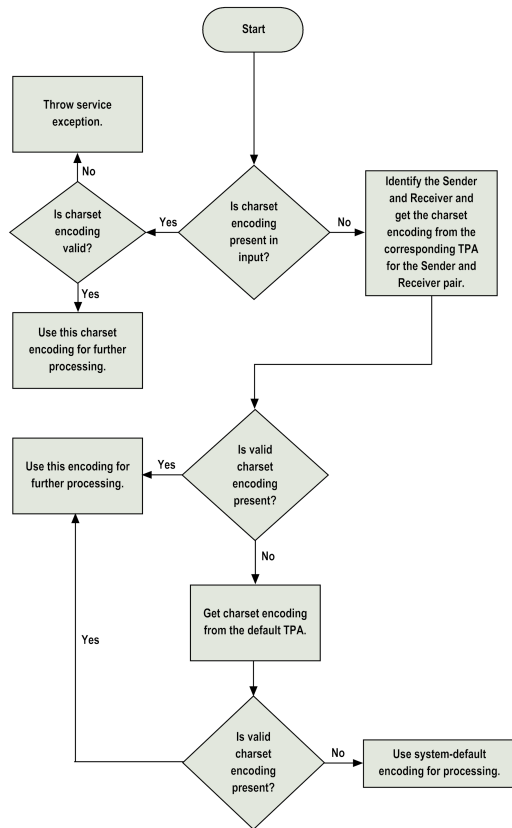 Start
Throw service
exception.
No
Is charset
encoding
valid?
Yes
Is charset
encoding
present in
input?
No
Identify the Sender
and Receiver and
get the charset
encoding from the
corresponding TPA
for the Sender and
Receiver pair.
Yes
Use this charset
encoding for further
processing.
Is valid
charset
encoding
present?
Yes
Use this encoding for
further processing.
No
Get charset encoding
from the default TPA.
Yes
Is valid
charset
encoding
present?
No
Use system-default
encoding for processing.